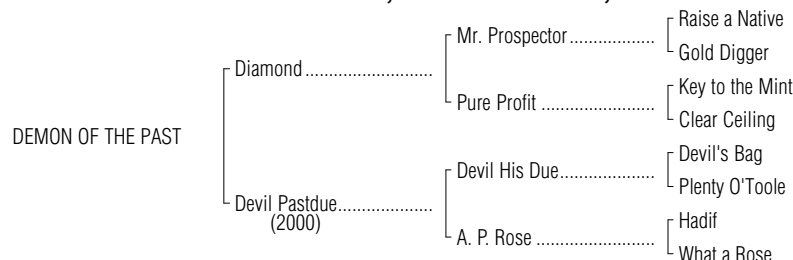 Raise a Native
Mr. Prospector...................
Gold Digger
Diamond............................
Key to the Mint
Pure Profit........................
Clear Ceiling
DEMON OF THE PAST
Devil's Bag
Devil His Due....................
Plenty O'Toole
Devil Pastdue.....................
(2000)
Hadif
A. P. Rose.........................
What a Rose